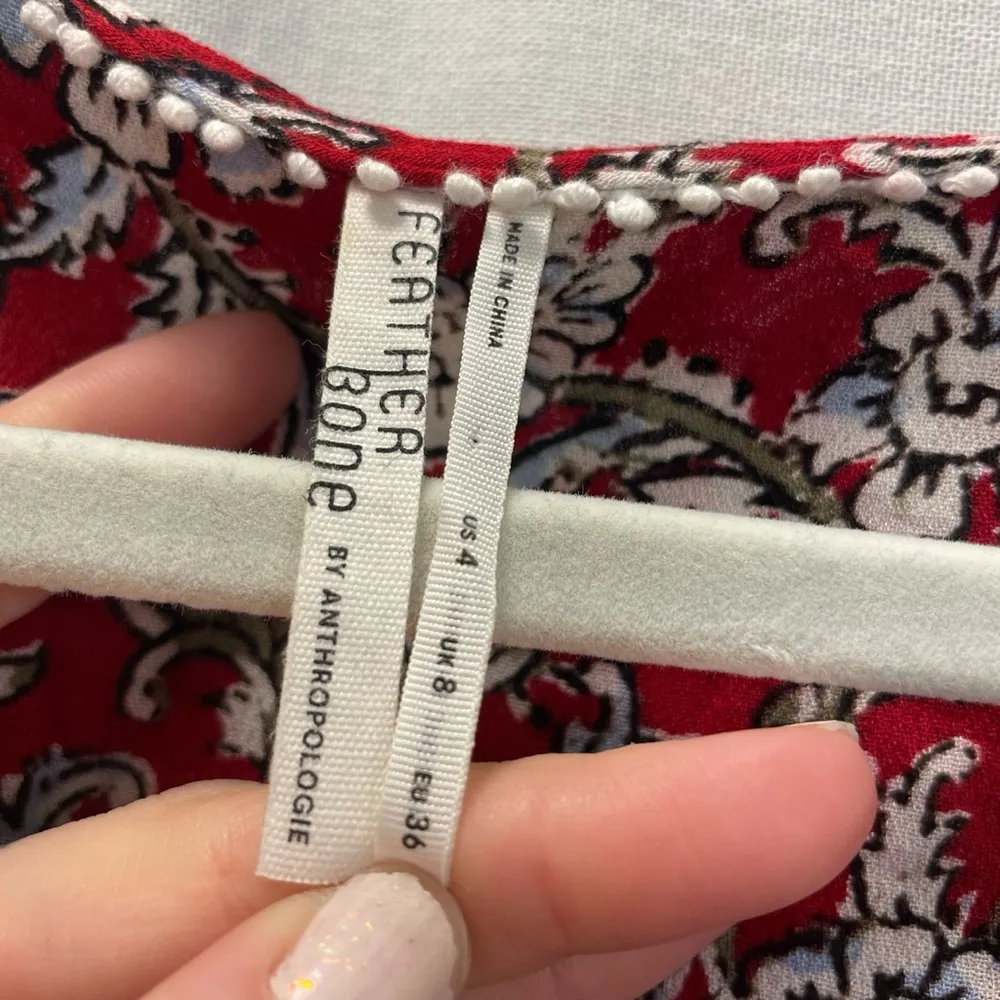 FEATHER
BONE BY ANTHROPOLOGIE
MADE IN CHINA
US 4 UK 8 EU 36